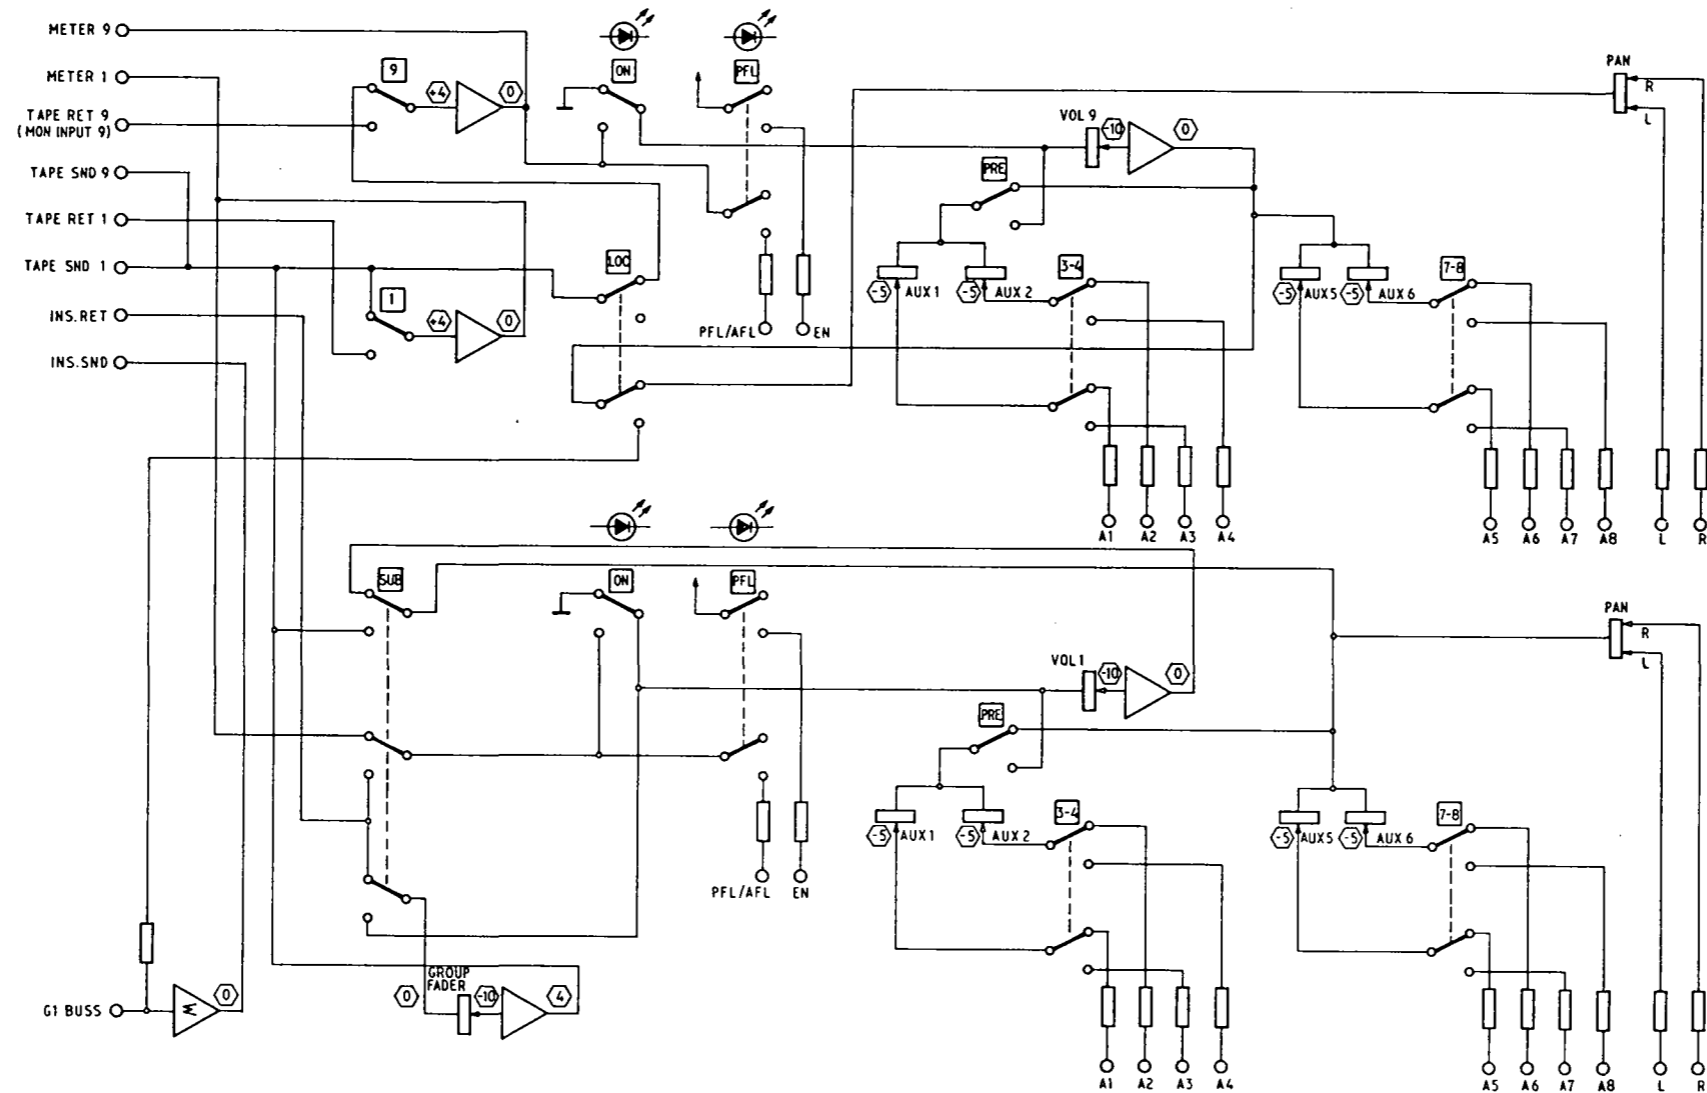 METER 9
METER 1
TAPE RET 9
(MON INPUT 9)
TAPE SND 9
TAPE RET 1
TAPE SND 1
INS.RET
INS.SND
9
+4
0
ON
PFL
1
+4
0
LOC
PFL/AFL
EN
VOL 9
-10
0
PRE
-5
AUX 1
-5
AUX 2
3-4
-5
AUX5
-5
AUX 6
7-8
PAN
R
L
A1
A2
A3
A4
A5
A6
A7
A8
L
R
SUB
ON
PFL
PFL/AFL
EN
VOL 1
-10
0
PRE
-5
AUX 1
-5
AUX 2
3-4
-5
AUX5
-5
AUX 6
7-8
PAN
R
L
G1 BUSS
Σ
0
0
GROUP
FADER
-10
4
A1
A2
A3
A4
A5
A6
A7
A8
L
R